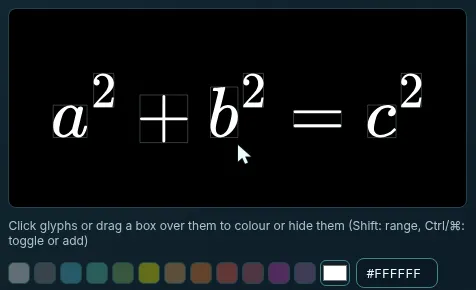 a² + b² = c²
Click glyphs or drag a box over them to colour or hide them (Shift: range, Ctrl/⌘:
toggle or add)
#FFFFFF